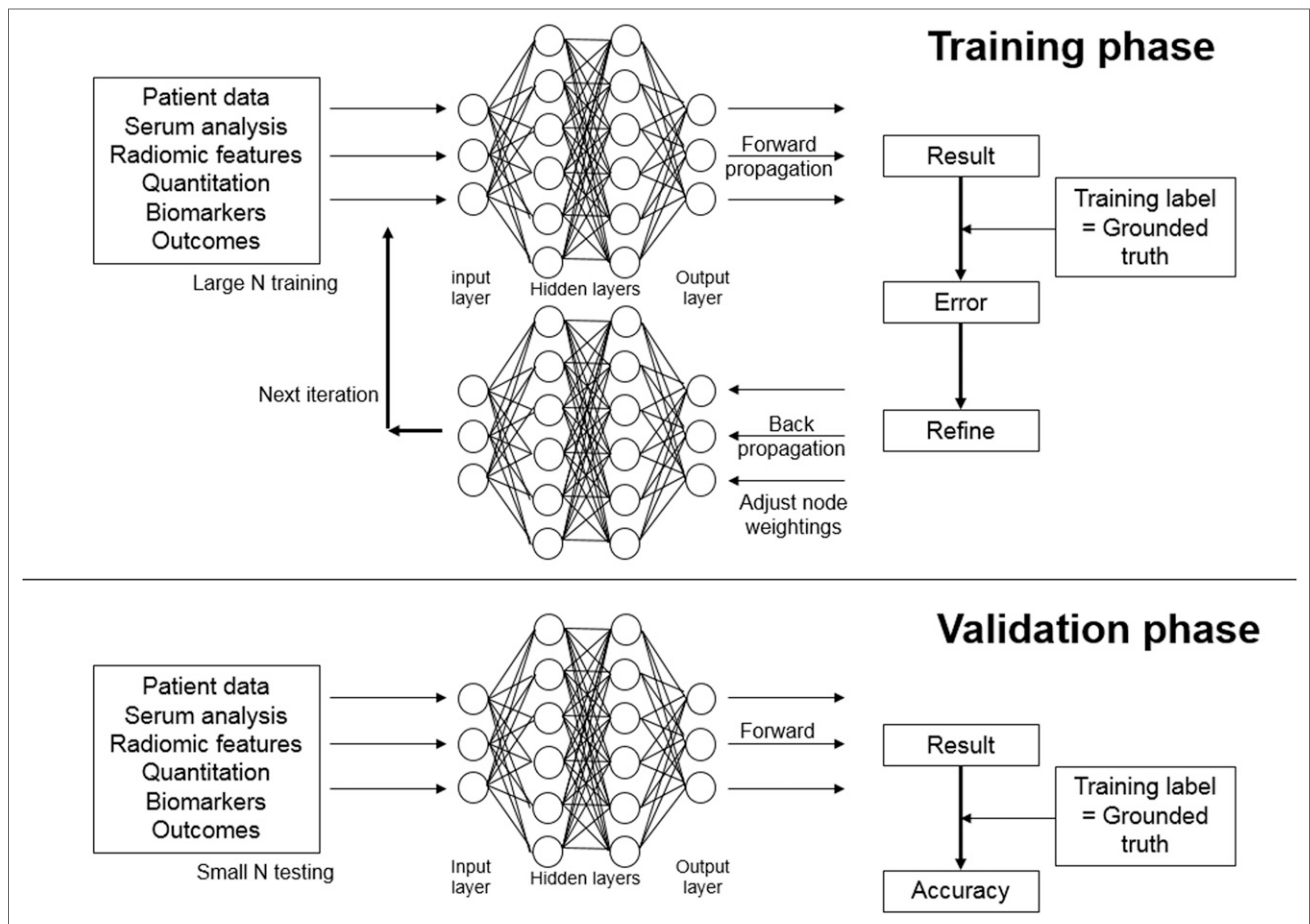 Training phase
Patient data
Serum analysis
Radiomic features
Quantitation
Biomarkers
Outcomes
Large N training
input
layer
Hidden layers
Output
layer
Forward
propagation
Result
Training label
= Grounded
truth
Error
Refine
Back
propagation
Adjust node
weightings
Next iteration
Validation phase
Patient data
Serum analysis
Radiomic features
Quantitation
Biomarkers
Outcomes
Small N testing
Input
layer
Hidden layers
Output
layer
Forward
Result
Training label
= Grounded
truth
Accuracy